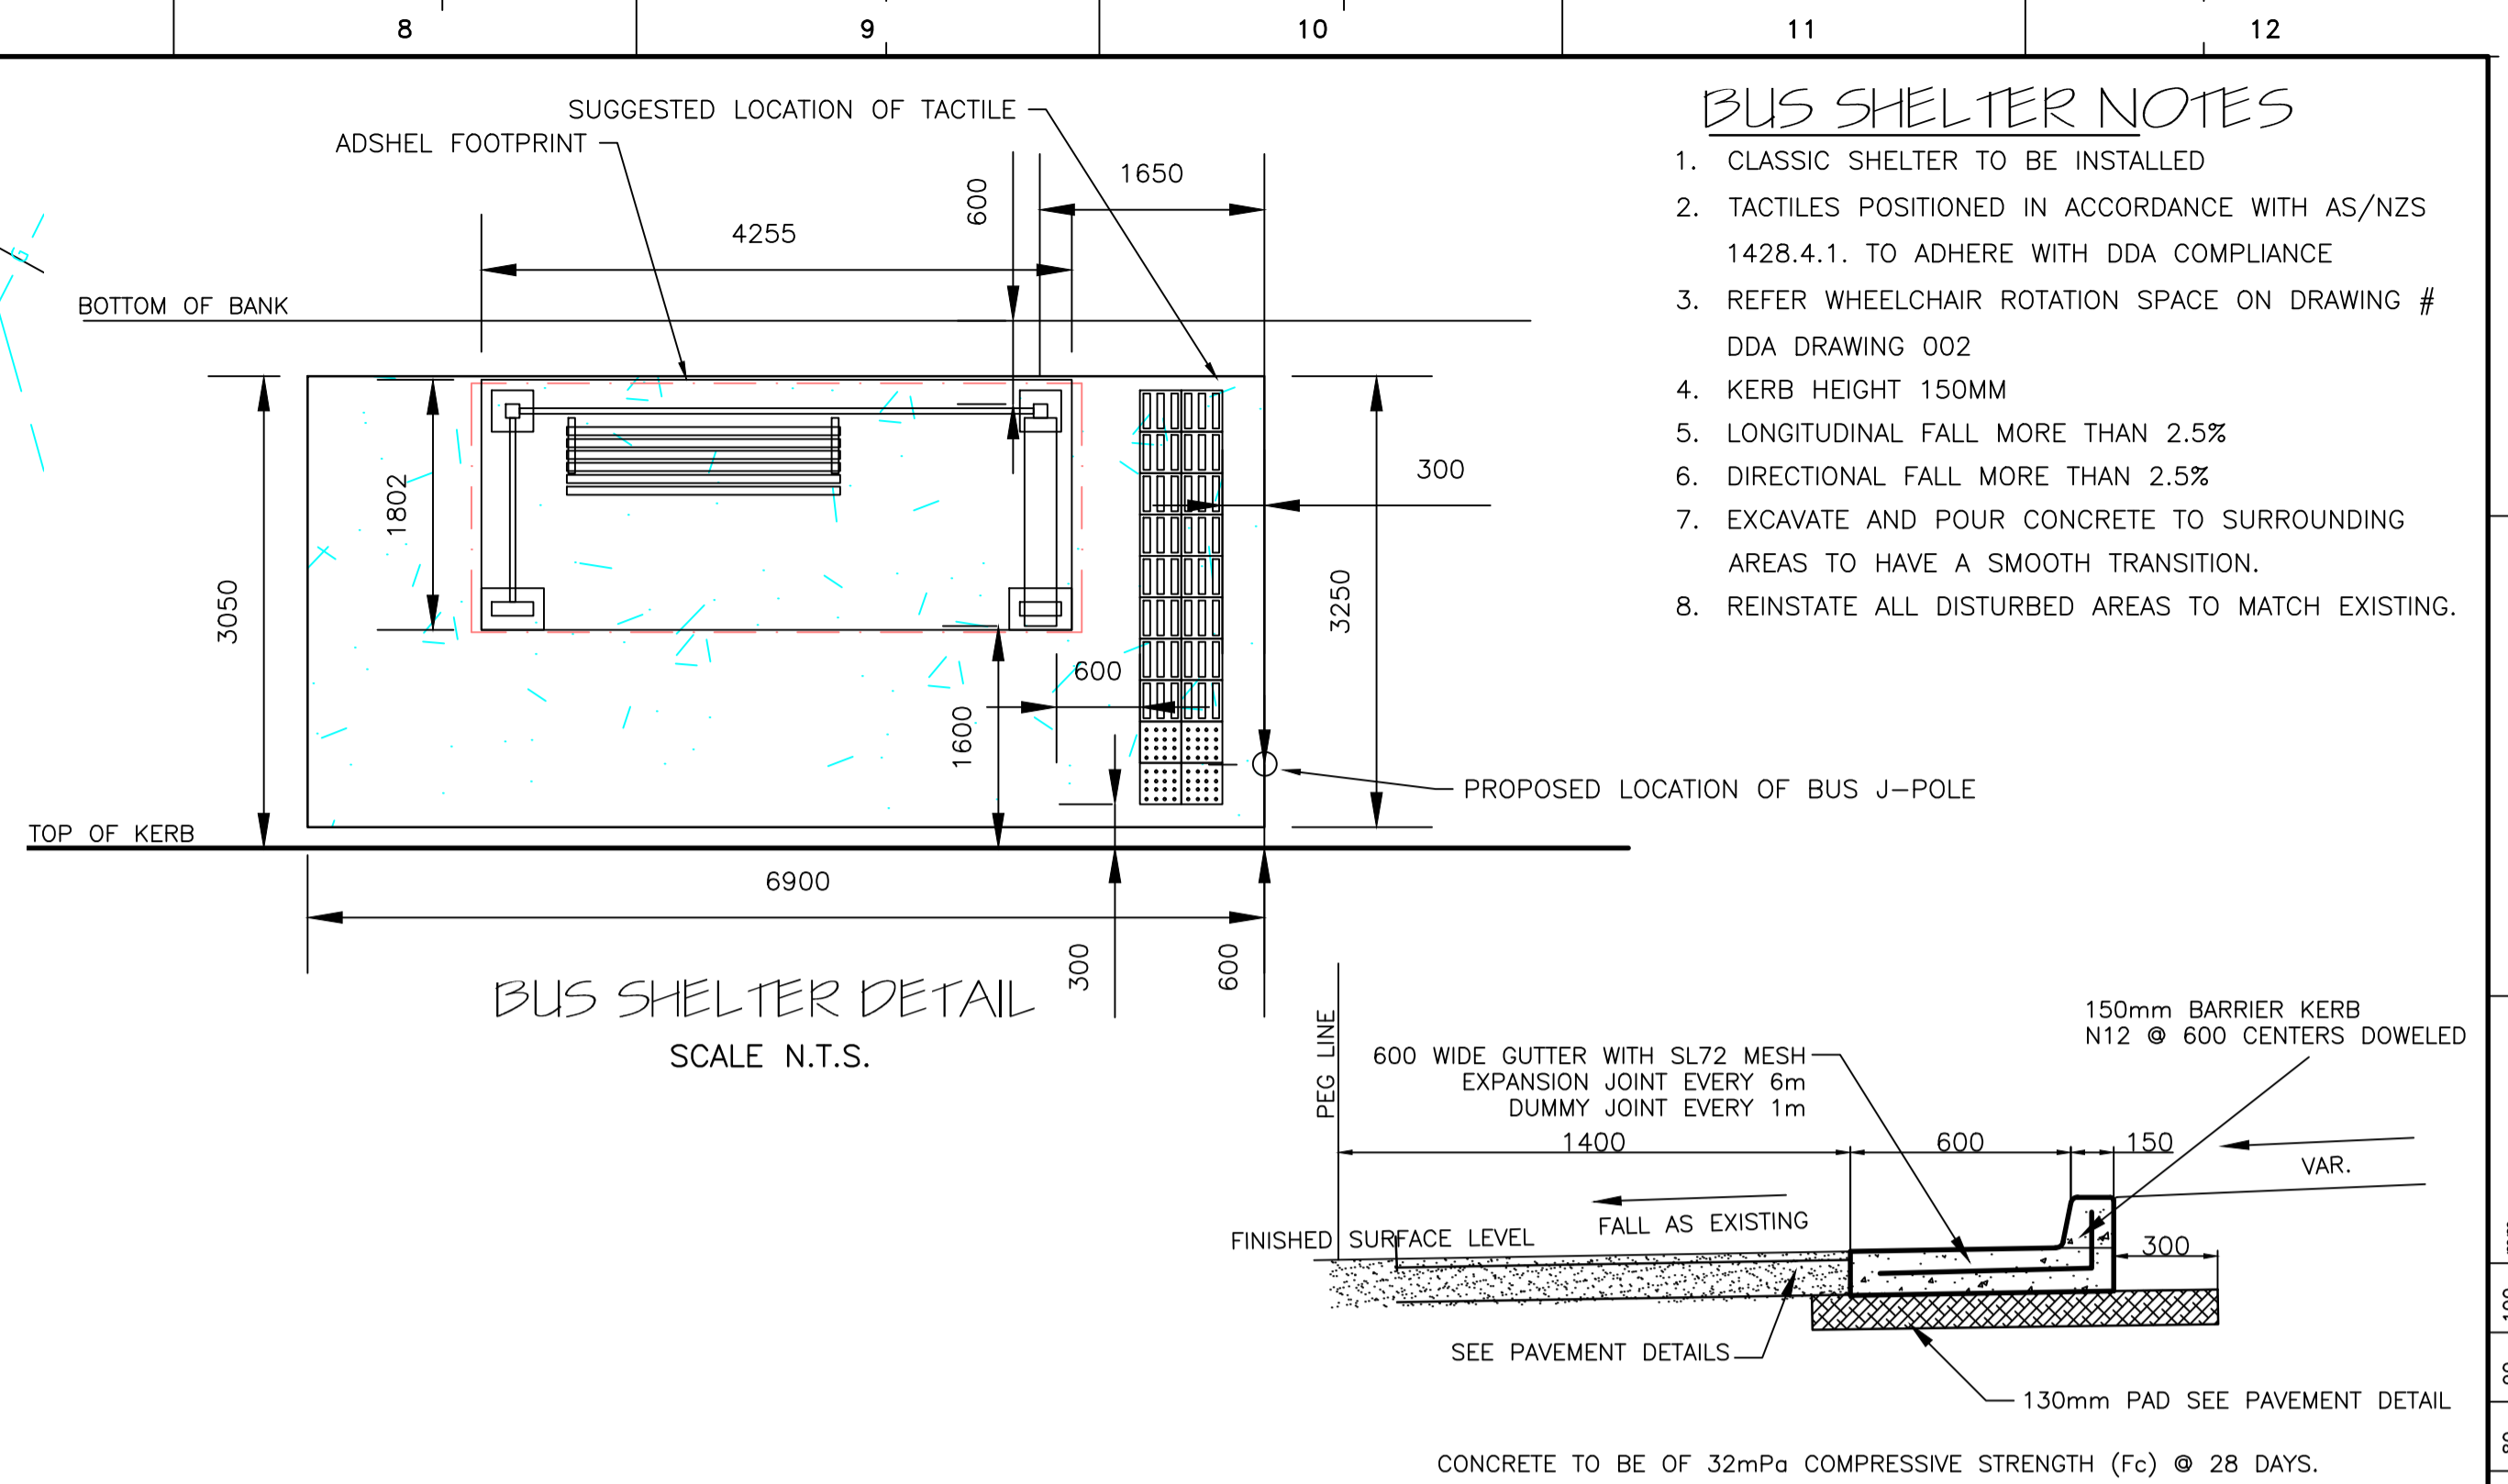 8 9 10 11 12
SUGGESTED LOCATION OF TACTILE
ADSHEL FOOTPRINT
1650
600
4255
BOTTOM OF BANK
G
1802
3050
300
3250
600
1600
PROPOSED LOCATION OF BUS J-POLE
TOP OF KERB
6900
300
600
BUS SHELTER DETAIL
SCALE N.T.S.
BUS SHELTER NOTES
1. CLASSIC SHELTER TO BE INSTALLED
2. TACTILES POSITIONED IN ACCORDANCE WITH AS/NZS
1428.4.1. TO ADHERE WITH DDA COMPLIANCE
3. REFER WHEELCHAIR ROTATION SPACE ON DRAWING #
DDA DRAWING 002
4. KERB HEIGHT 150MM
5. LONGITUDINAL FALL MORE THAN 2.5%
6. DIRECTIONAL FALL MORE THAN 2.5%
7. EXCAVATE AND POUR CONCRETE TO SURROUNDING
AREAS TO HAVE A SMOOTH TRANSITION.
8. REINSTATE ALL DISTURBED AREAS TO MATCH EXISTING.
PEG LINE
150mm BARRIER KERB
N12 @ 600 CENTERS DOWELED
600 WIDE GUTTER WITH SL72 MESH
EXPANSION JOINT EVERY 6m
DUMMY JOINT EVERY 1m
1400
600
150
VAR.
FALL AS EXISTING
FINISHED SURFACE LEVEL
300
SEE PAVEMENT DETAILS
130mm PAD SEE PAVEMENT DETAIL
CONCRETE TO BE OF 32mPa COMPRESSIVE STRENGTH (Fc) @ 28 DAYS.